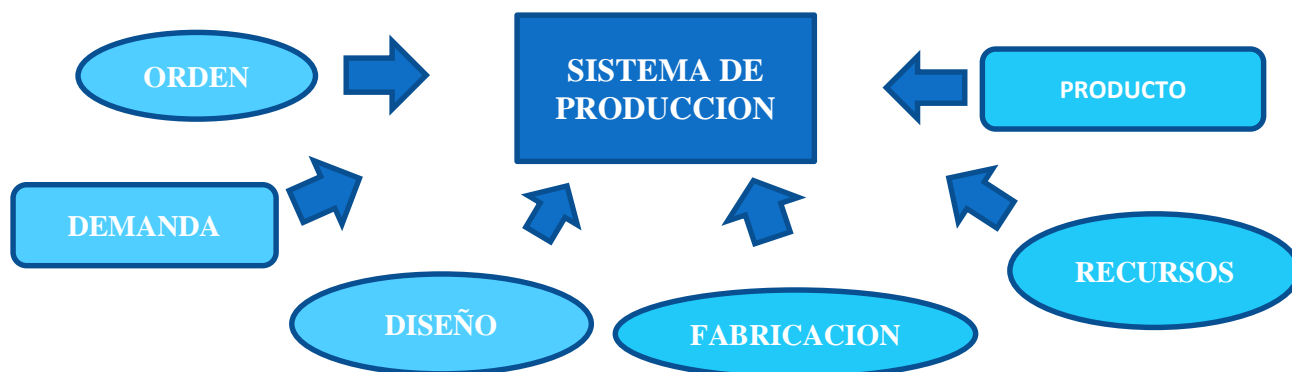 ORDEN
SISTEMA DE
PRODUCCION
PRODUCTO
DEMANDA
RECURSOS
DISEÑO
FABRICACION